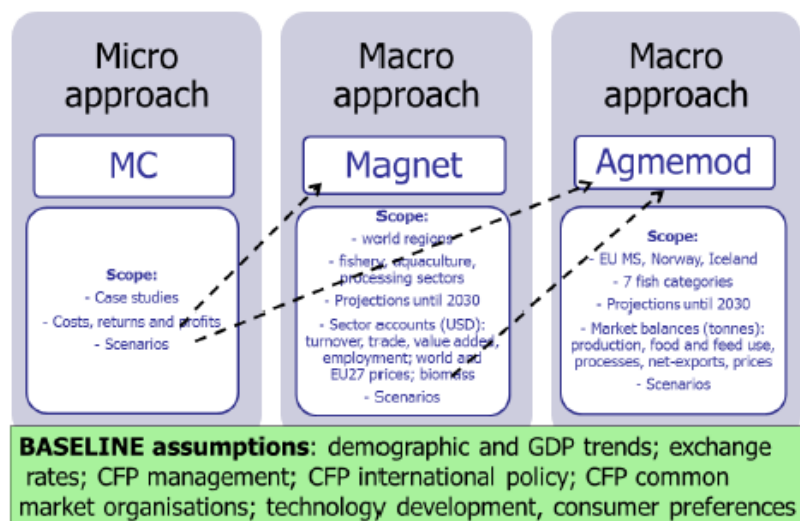 Micro
approach
MC
Scope:
- Case studies
- Costs, returns and profits
- Scenarios
Macro
approach
Magnet
Scope:
- world regions
- fishery, aquaculture,
processing sectors
- Projections until 2030
- Sector accounts (USD):
turnover, trade, value added,
employment; world and
EU27 prices; biomass
- Scenarios
Macro
approach
Agmemod
Scope:
- EU MS, Norway, Iceland
- 7 fish categories
- Projections until 2030
- Market balances (tonnes):
production, food and feed use,
processes, net-exports, prices
- Scenarios
BASELINE assumptions: demographic and GDP trends; exchange
rates; CFP management; CFP international policy; CFP common
market organisations; technology development, consumer preferences